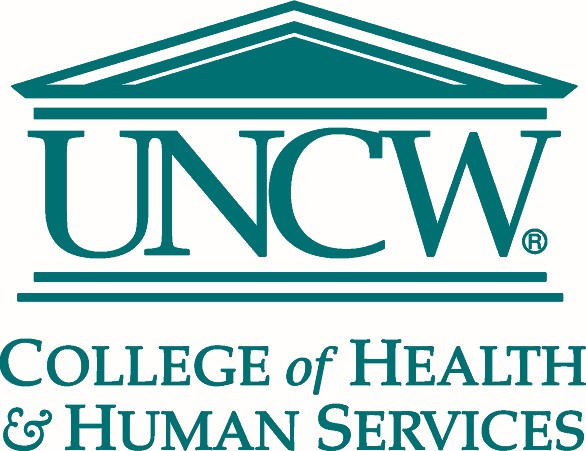 UNCW®
COLLEGE of HEALTH
& HUMAN SERVICES